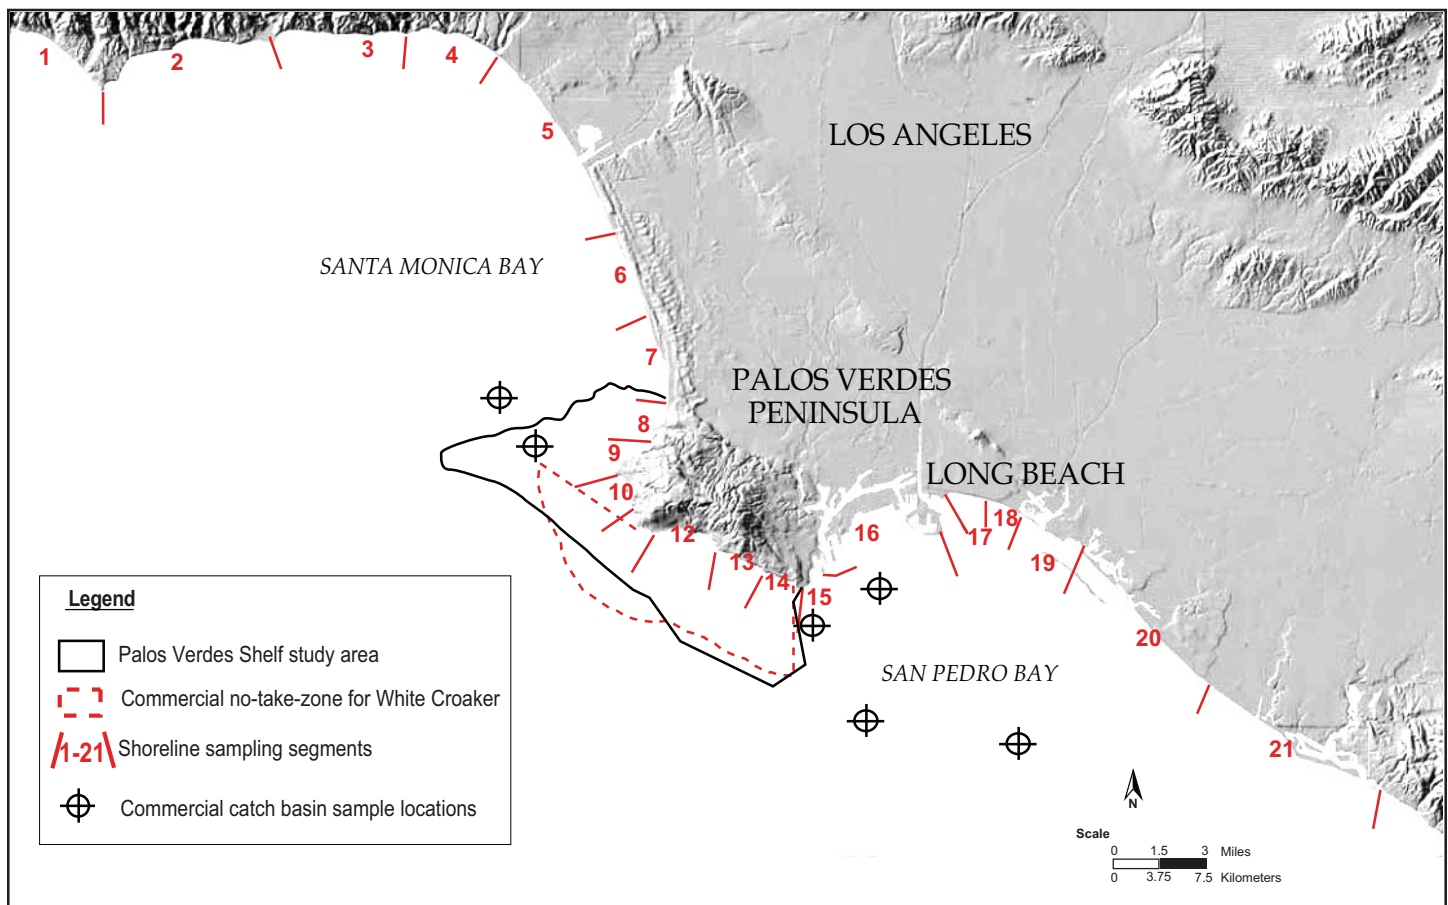 1
2
3
4
5
LOS ANGELES
SANTA MONICA BAY
6
7
PALOS VERDES
PENINSULA
8
9
10
LONG BEACH
12
13
14
15
16
17
18
19
20
21
SAN PEDRO BAY
Legend
Palos Verdes Shelf study area
Commercial no-take-zone for White Croaker
1-21 Shoreline sampling segments
Commercial catch basin sample locations
N
Scale
0 1.5 3 Miles
0 3.75 7.5 Kilometers